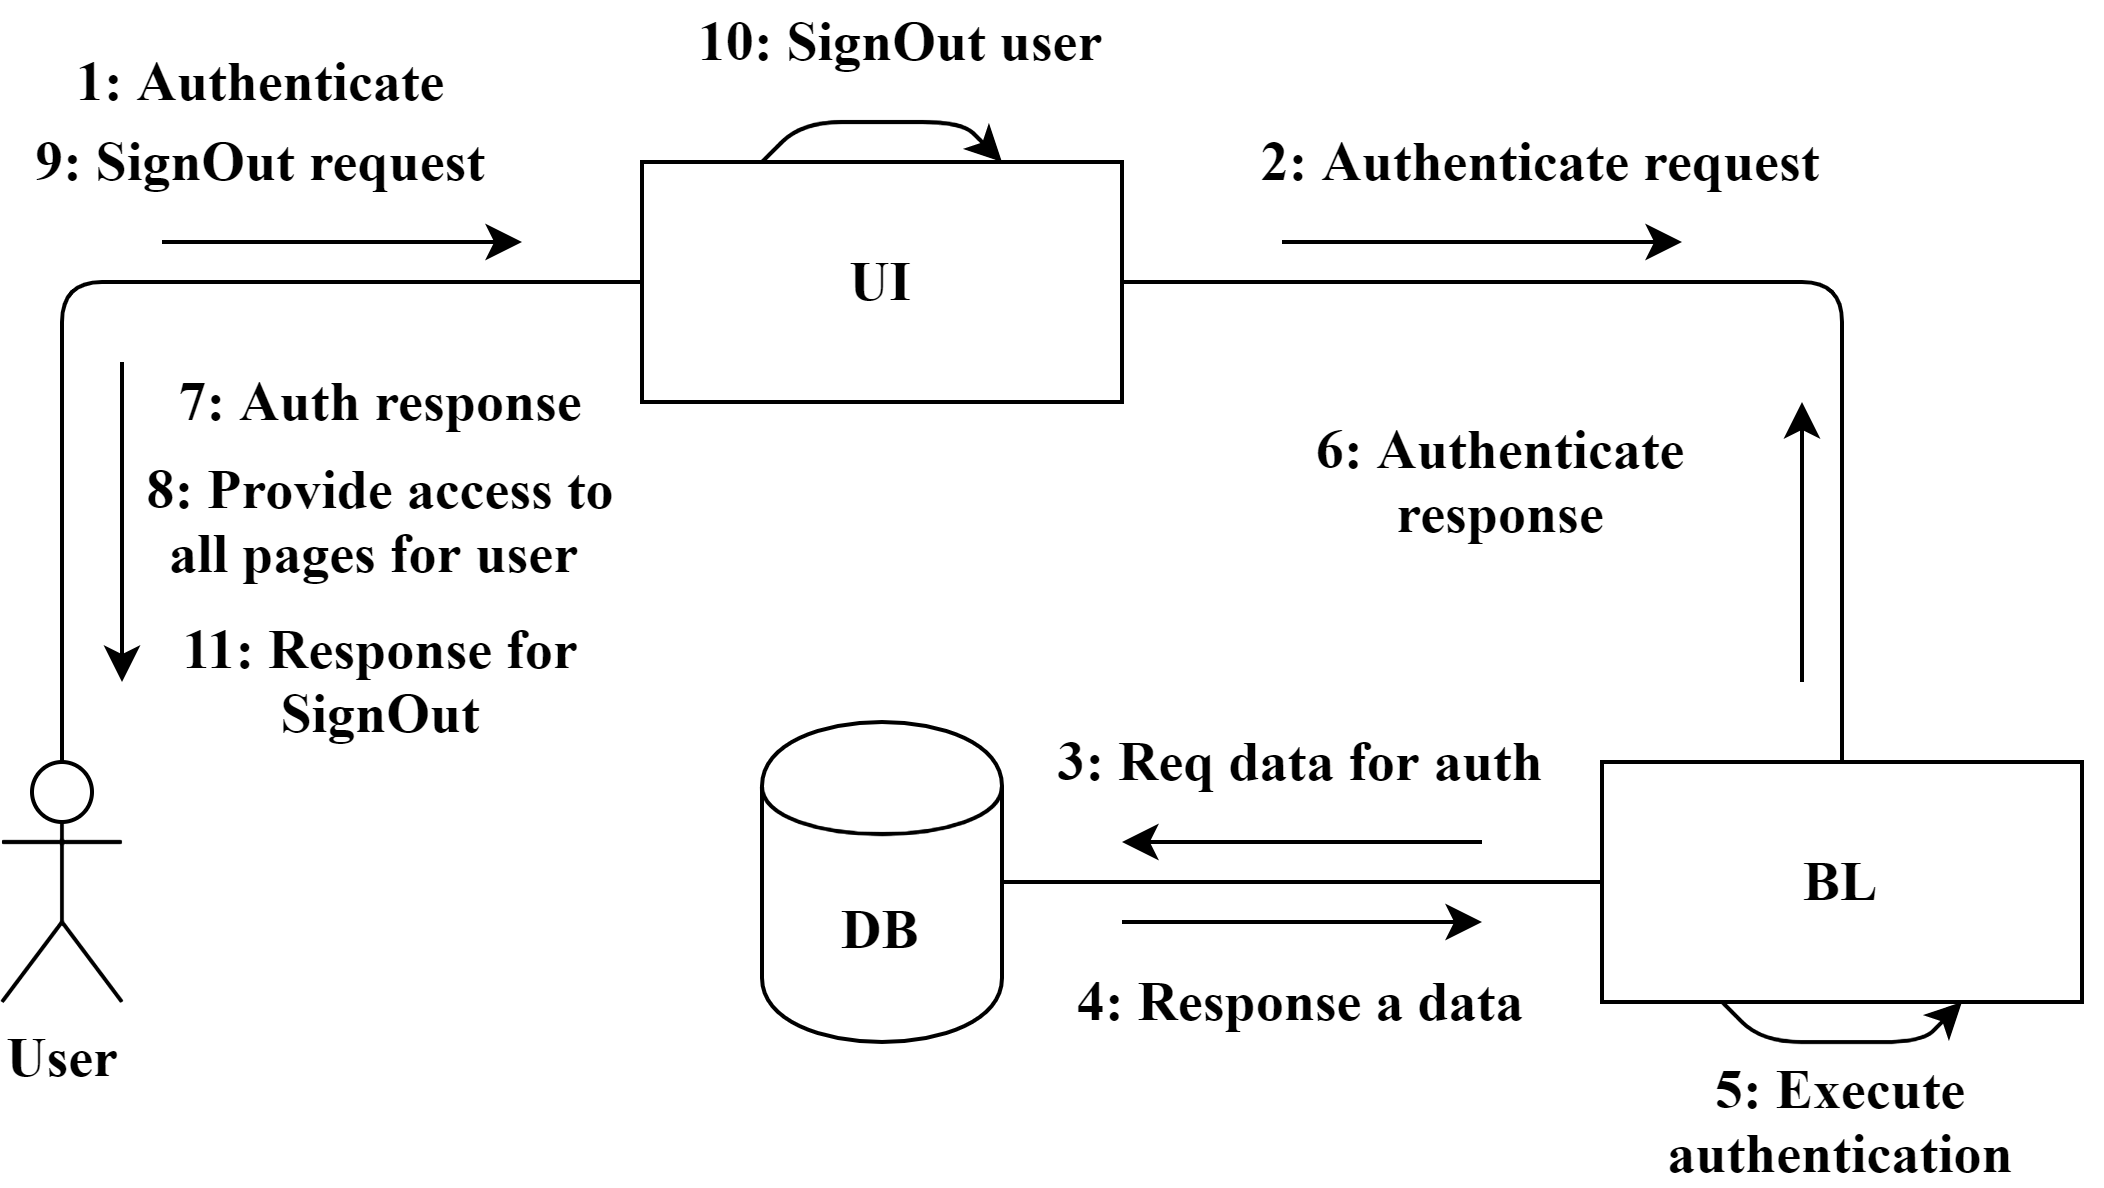 10: SignOut user
1: Authenticate
9: SignOut request
2: Authenticate request
UI
7: Auth response
8: Provide access to
all pages for user
11: Response for
SignOut
6: Authenticate
response
3: Req data for auth
DB
BL
4: Response a data
User
5: Execute
authentication